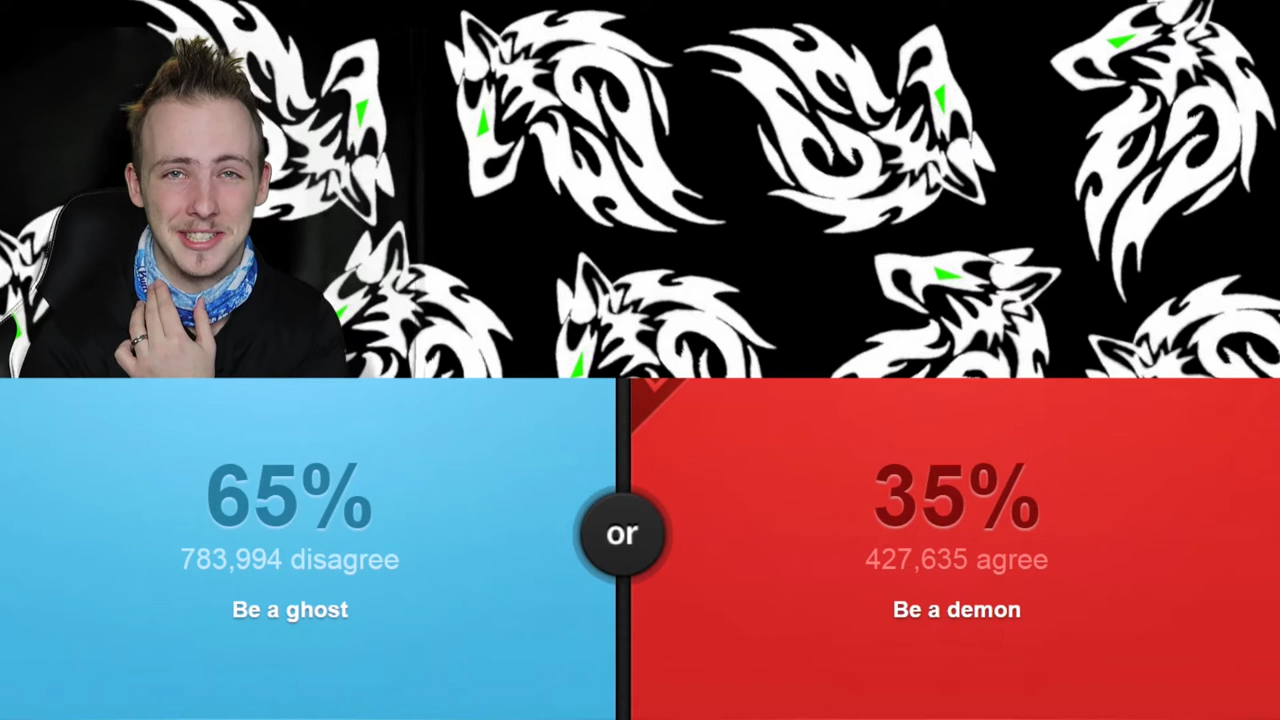 65%
783,994 disagree
Be a ghost
or
35%
427,635 agree
Be a demon